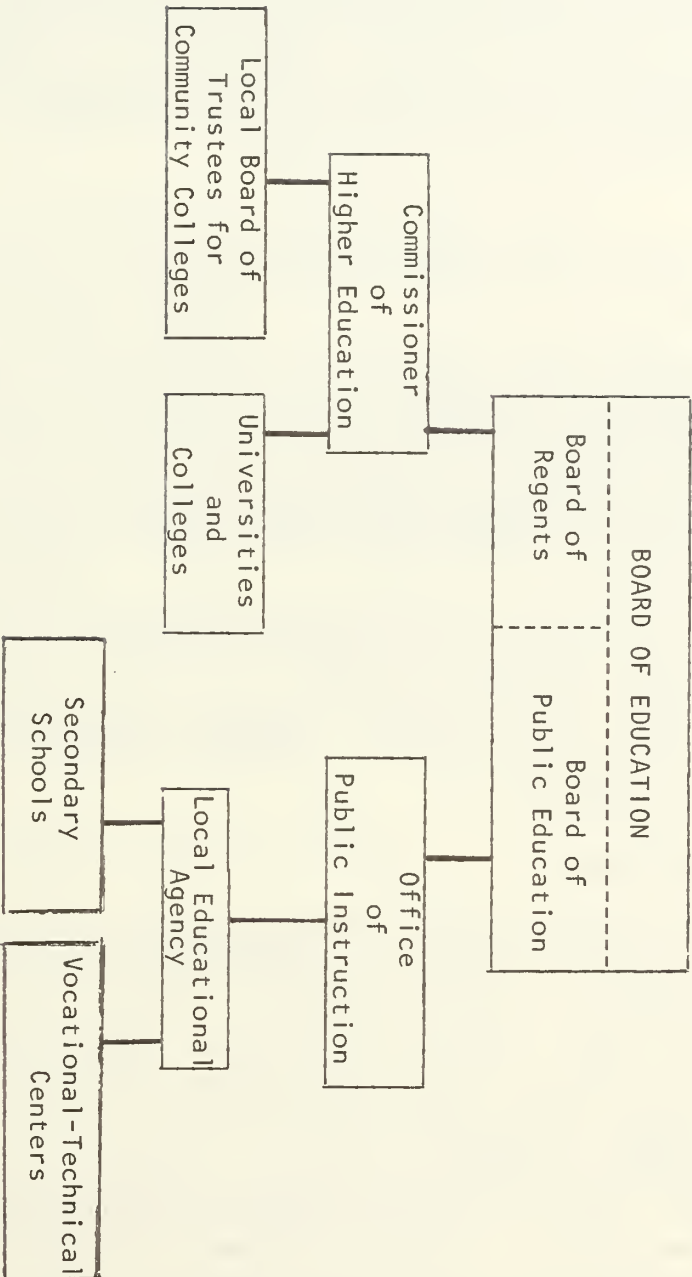 BOARD OF EDUCATION
Board of
Regents
Board of
Public Education
Commissioner
of
Higher Education
Office
of
Public Instruction
Local Board of
Trustees for
Community Colleges
Universities
and
Colleges
Local Educational
Agency
Secondary
Schools
Vocational-Technical
Centers